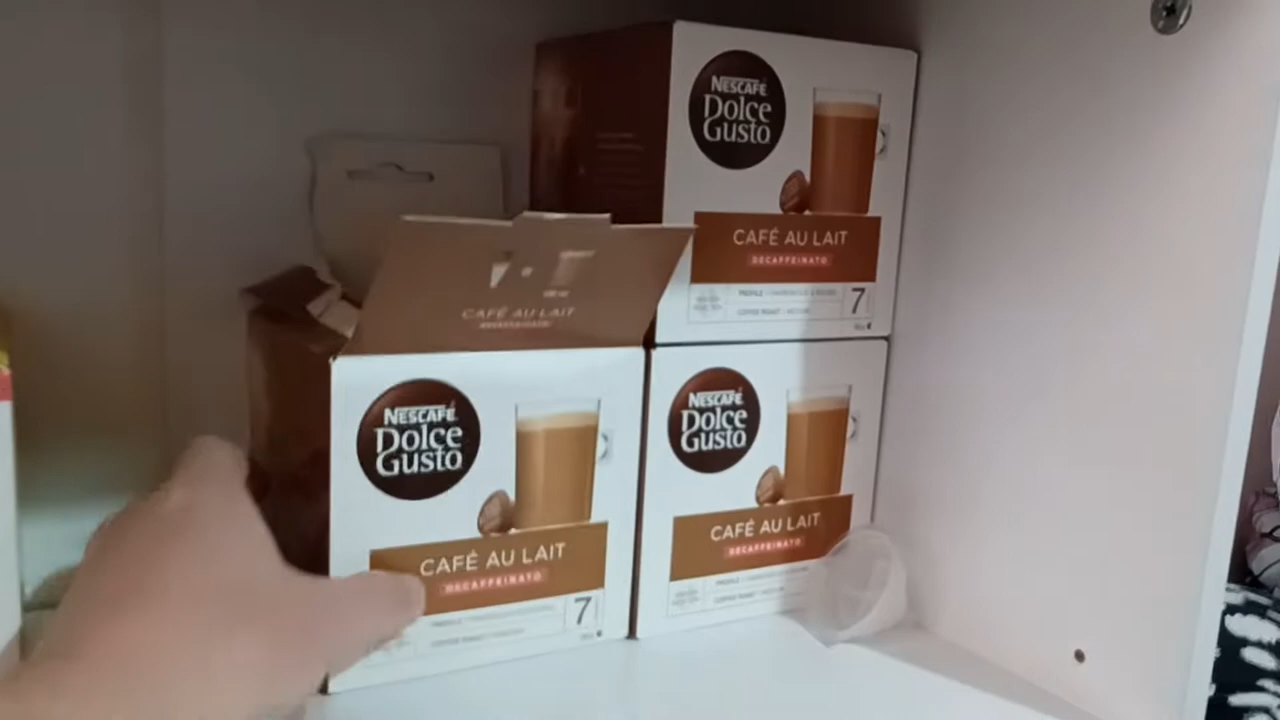 NESCAFÉ
DOLCE
GUSTO
CAFÉ AU LAIT
DECAFFEINATO
7
CAFÉ AU LAIT
NESCAFÉ
DOLCE
GUSTO
CAFÉ AU LAIT
DECAFFEINATO
7
NESCAFÉ
DOLCE
GUSTO
CAFÉ AU LAIT
DECAFFEINATO